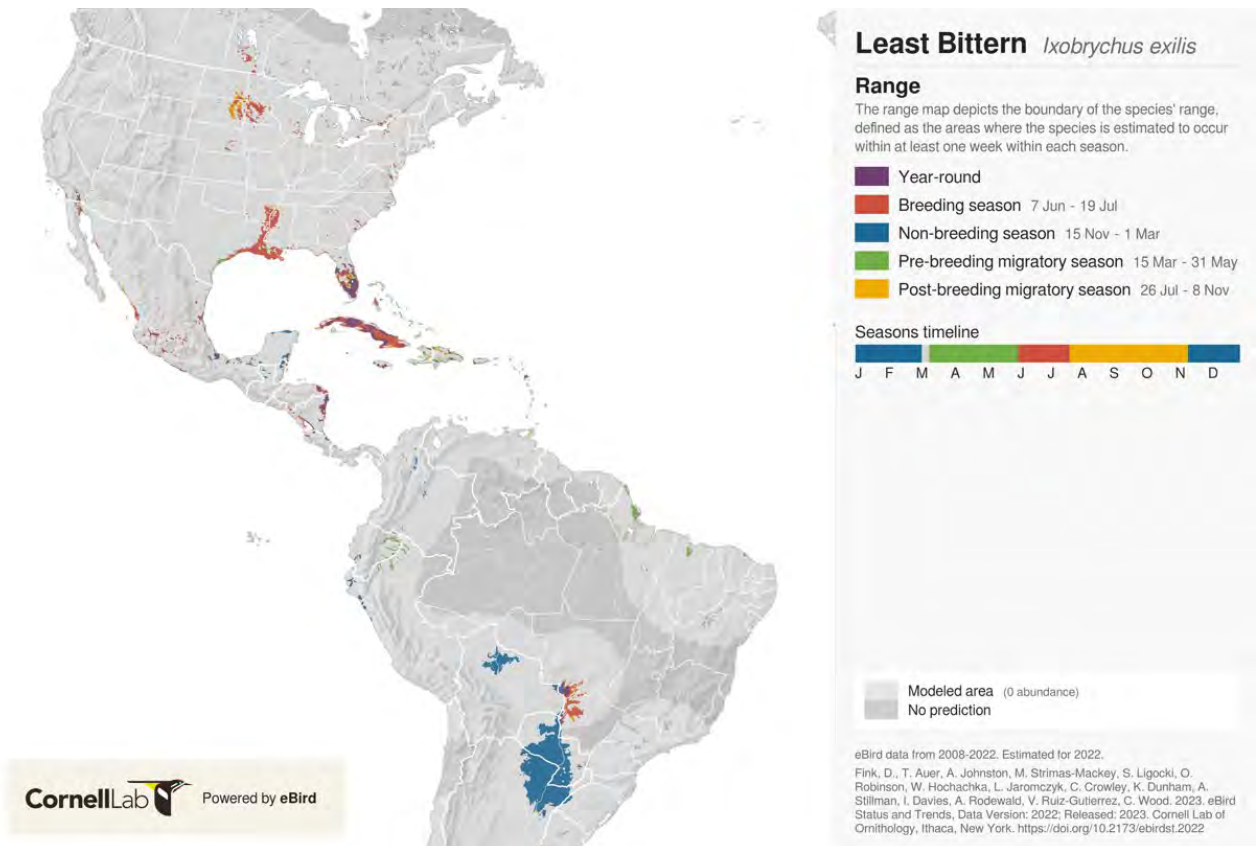 Least Bittern Ixobrychus exilis
Range
The range map depicts the boundary of the species' range,
defined as the areas where the species is estimated to occur
within at least one week within each season.
Year-round
Breeding season 7 Jun - 19 Jul
Non-breeding season 15 Nov - 1 Mar
Pre-breeding migratory season 15 Mar - 31 May
Post-breeding migratory season 26 Jul - 8 Nov
Seasons timeline
J F M A M J J A S O N D
Modeled area (0 abundance)
No prediction
eBird data from 2008-2022. Estimated for 2022.
Fink, D., T. Auer, A. Johnston, M. Strimas-Mackey, S. Ligocki, O.
Robinson, W. Hochachka, L. Jaromczyk, C. Crowley, K. Dunham, A.
Stillman, I. Davies, A. Rodewald, V. Ruiz-Gutierrez, C. Wood. 2023. eBird
Status and Trends, Data Version: 2022; Released: 2023. Cornell Lab of
Ornithology, Ithaca, New York. https://doi.org/10.2173/ebirdst.2022
CornellLab Powered by eBird